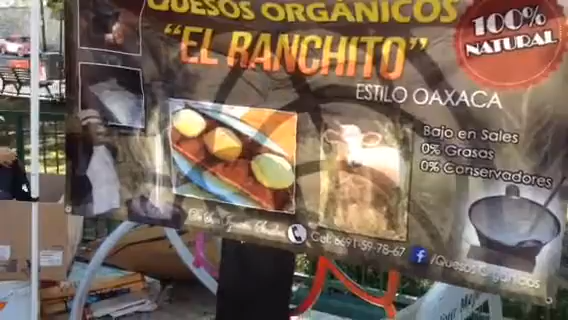 QUESOS ORGÁNICOS
"EL RANCHITO"
100%
NATURAL
ESTILO OAXACA
Bajo en Sales
0% Grasas
0% Conservadores
Cel: 6691-59-78-67
/QuesosOrganicos